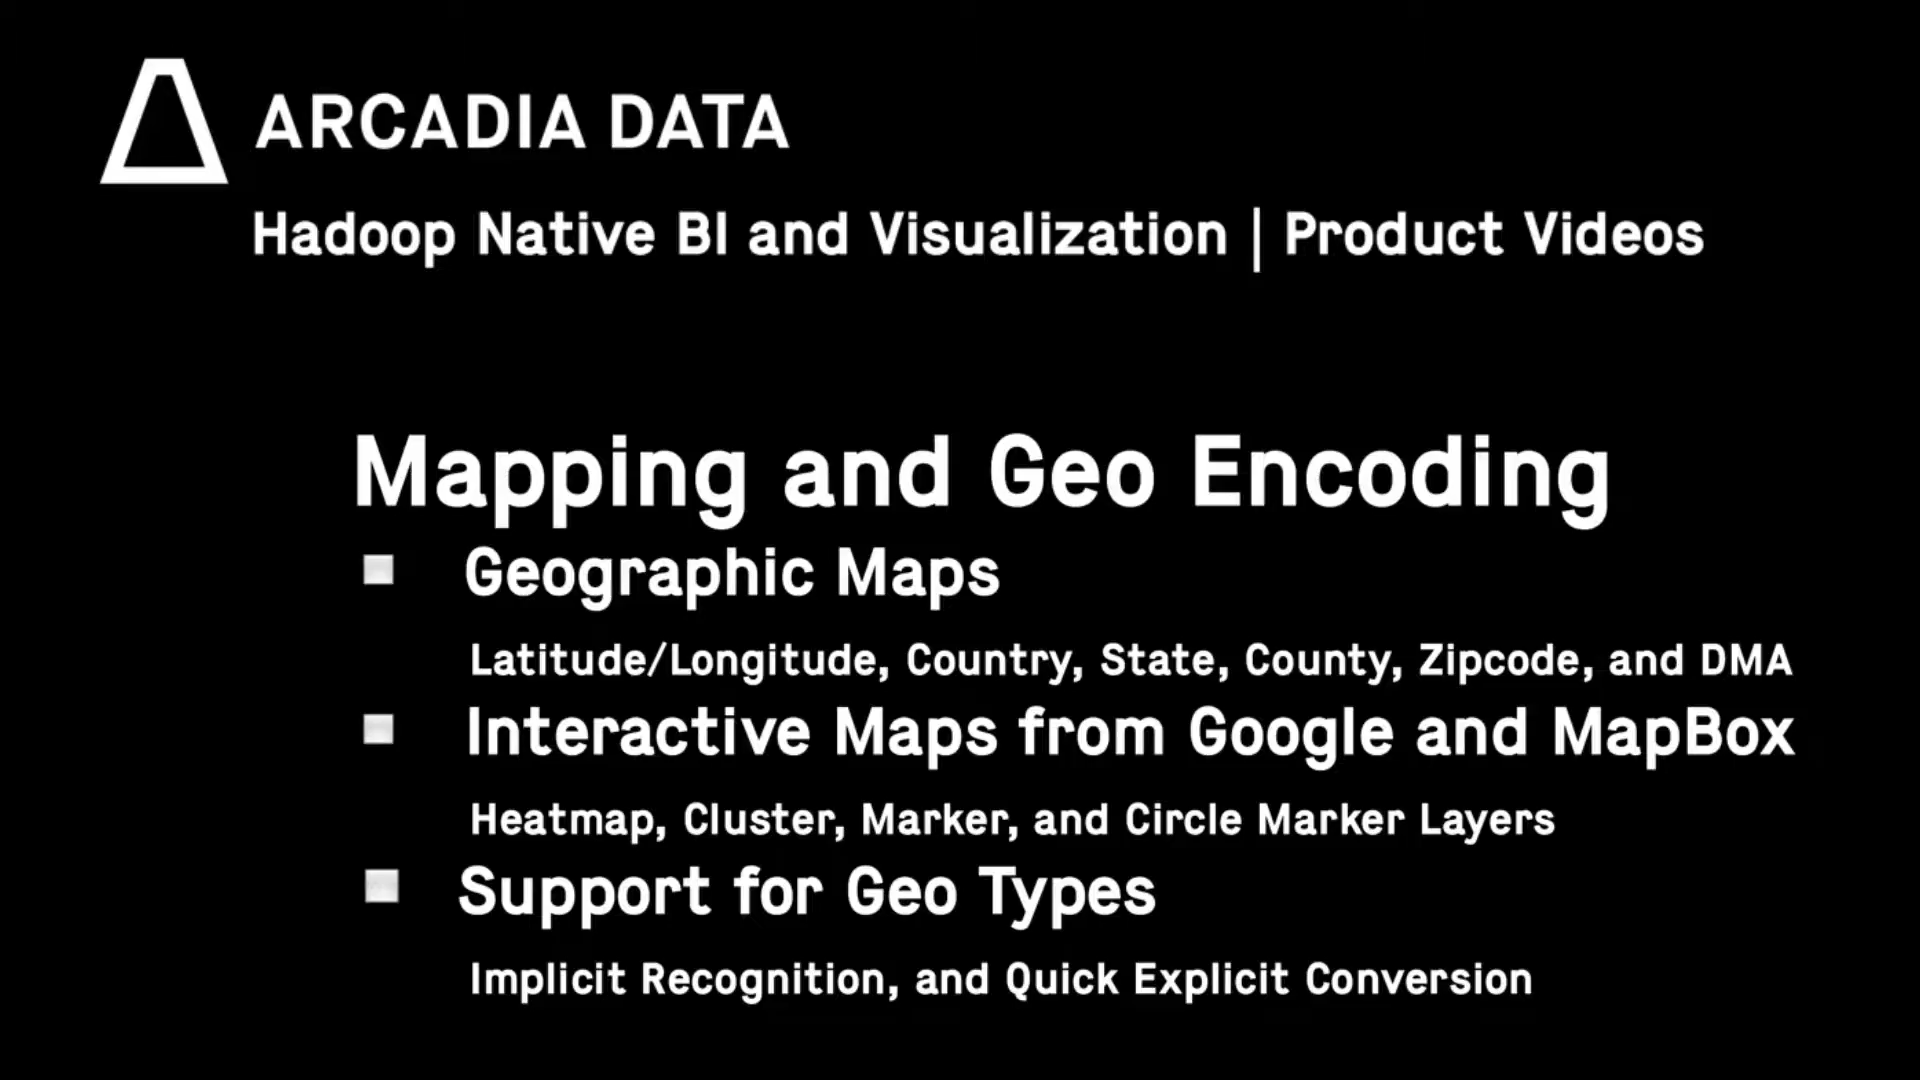 ARCADIA DATA
Hadoop Native BI and Visualization | Product Videos
Mapping and Geo Encoding
Geographic Maps
Latitude/Longitude, Country, State, County, Zipcode, and DMA
Interactive Maps from Google and MapBox
Heatmap, Cluster, Marker, and Circle Marker Layers
Support for Geo Types
Implicit Recognition, and Quick Explicit Conversion